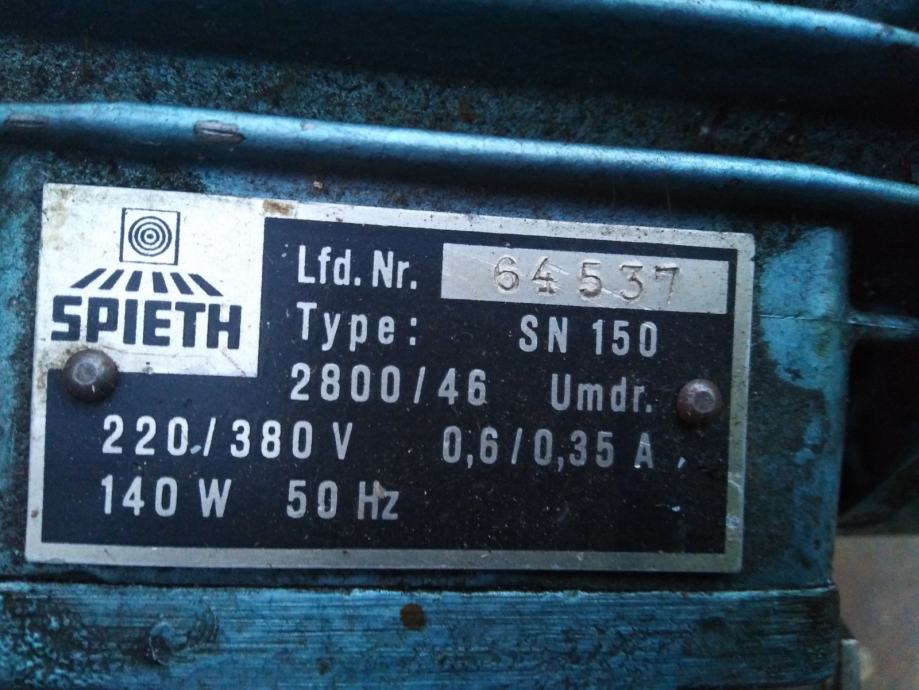 SPIETH
Lfd. Nr. 64537
Type: SN 150
2800/46 Umdr.
220/380 V 0,6/0,35 A
140 W 50 Hz